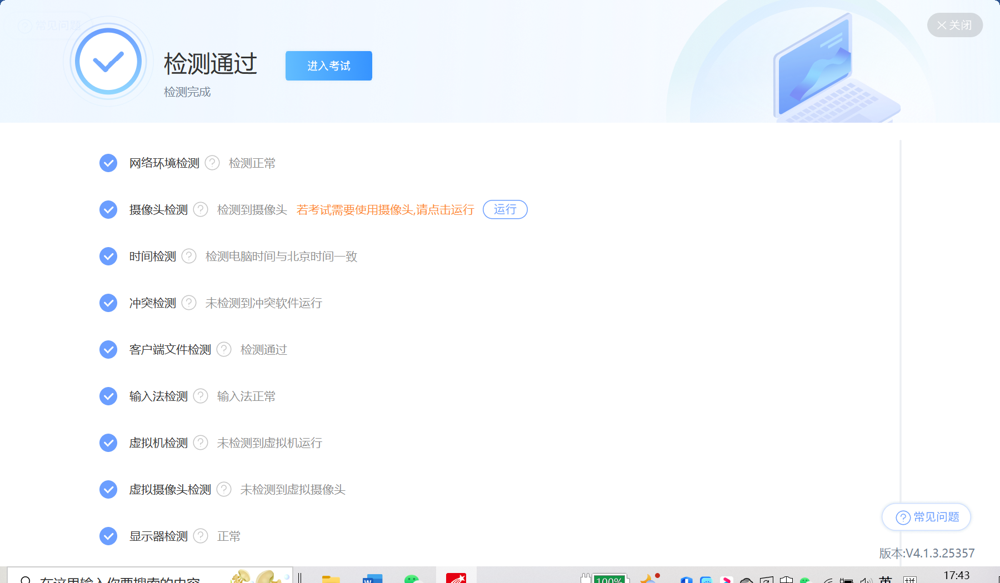 常见问题
关闭
检测通过
进入考试
检测完成
网络环境检测 ? 检测正常
摄像头检测 ? 检测到摄像头 若考试需要使用摄像头,请点击运行 运行
时间检测 ? 检测电脑时间与北京时间一致
冲突检测 ? 未检测到冲突软件运行
客户端文件检测 ? 检测通过
输入法检测 ? 输入法正常
虚拟机检测 ? 未检测到虚拟机运行
虚拟摄像头检测 ? 未检测到虚拟摄像头
显示器检测 ? 正常
? 常见问题
版本:V4.1.3.25357
在这里输入你要搜索的内容
W
100%
英
拼
17:43